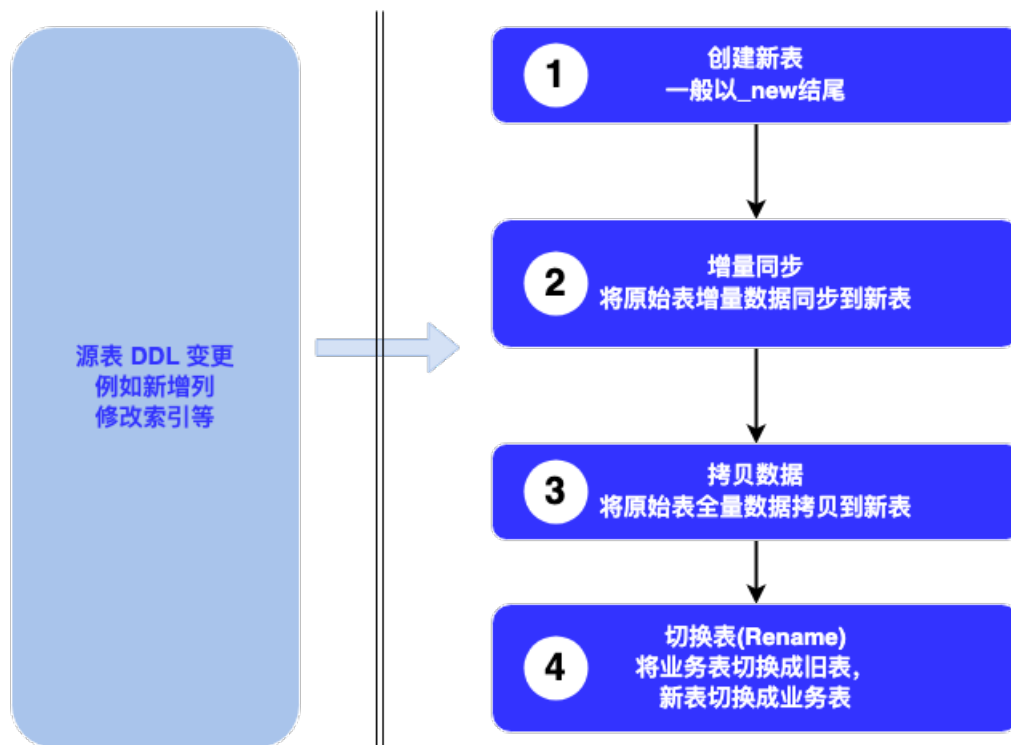 源表 DDL 变更
例如新增列
修改索引等
1
创建新表
一般以_new结尾
2
增量同步
将原始表增量数据同步到新表
3
拷贝数据
将原始表全量数据拷贝到新表
4
切换表(Rename)
将业务表切换成旧表，
新表切换成业务表